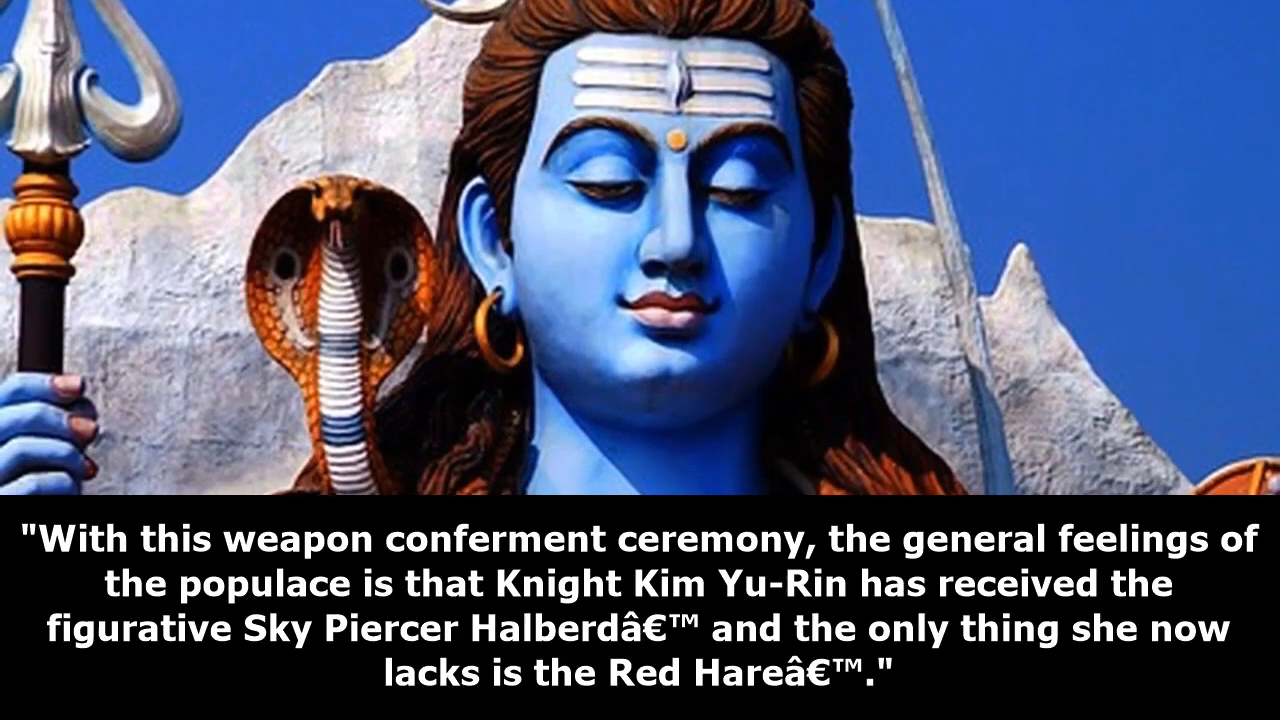 "With this weapon conferment ceremony, the general feelings of
the populace is that Knight Kim Yu-Rin has received the
figurative Sky Piercer Halberdâ€™ and the only thing she now
lacks is the Red Hareâ€™."